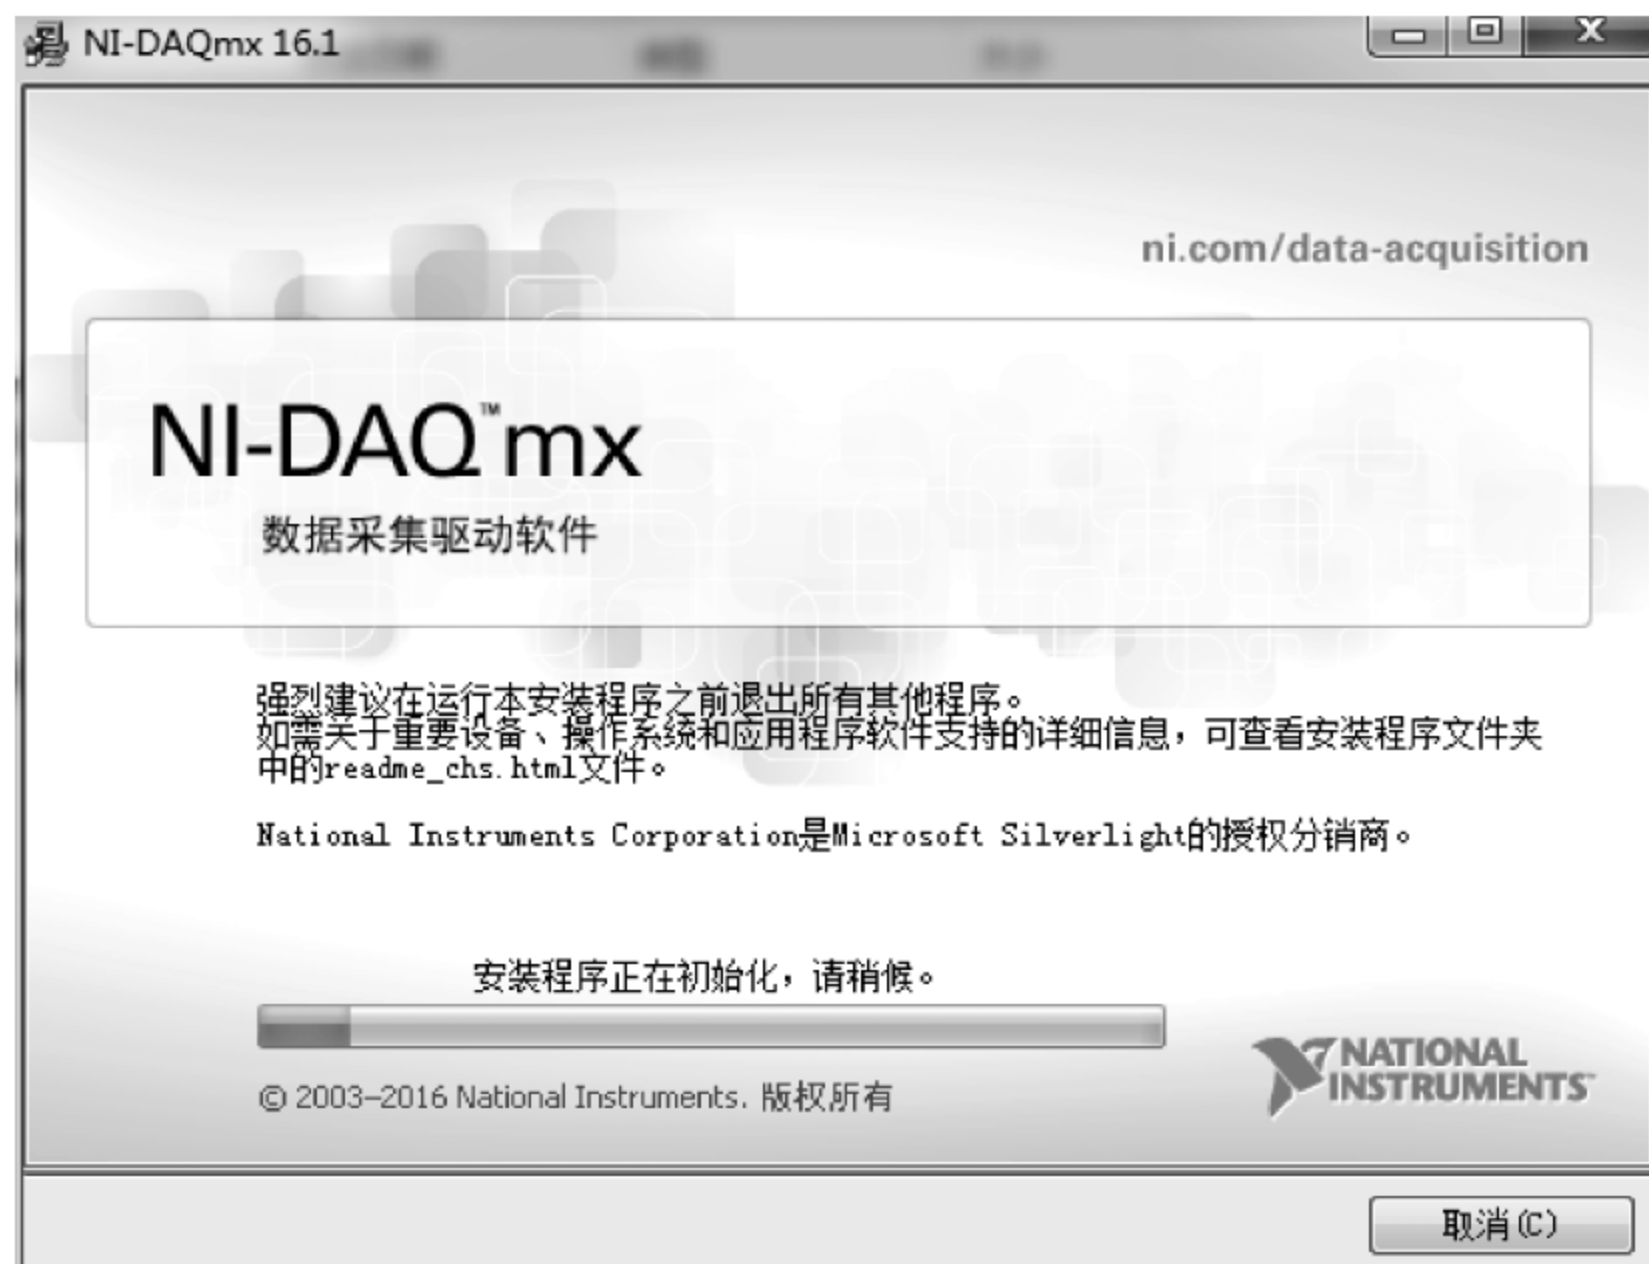 NI-DAQmx 16.1
ni.com/data-acquisition
NI-DAQ™mx
数据采集驱动软件
强烈建议在运行本安装程序之前退出所有其他程序。
如需关于重要设备、操作系统和应用程序软件支持的详细信息，可查看安装程序文件夹
中的readme_chs.html文件。
National Instruments Corporation是Microsoft Silverlight的授权分销商。
安装程序正在初始化，请稍候。
© 2003–2016 National Instruments. 版权所有
NATIONAL
INSTRUMENTS™
取消(C)